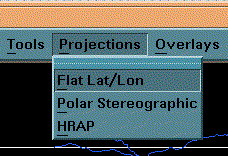 Tools Projections Overlays
Flat Lat/Lon
Polar Stereographic
HRAP